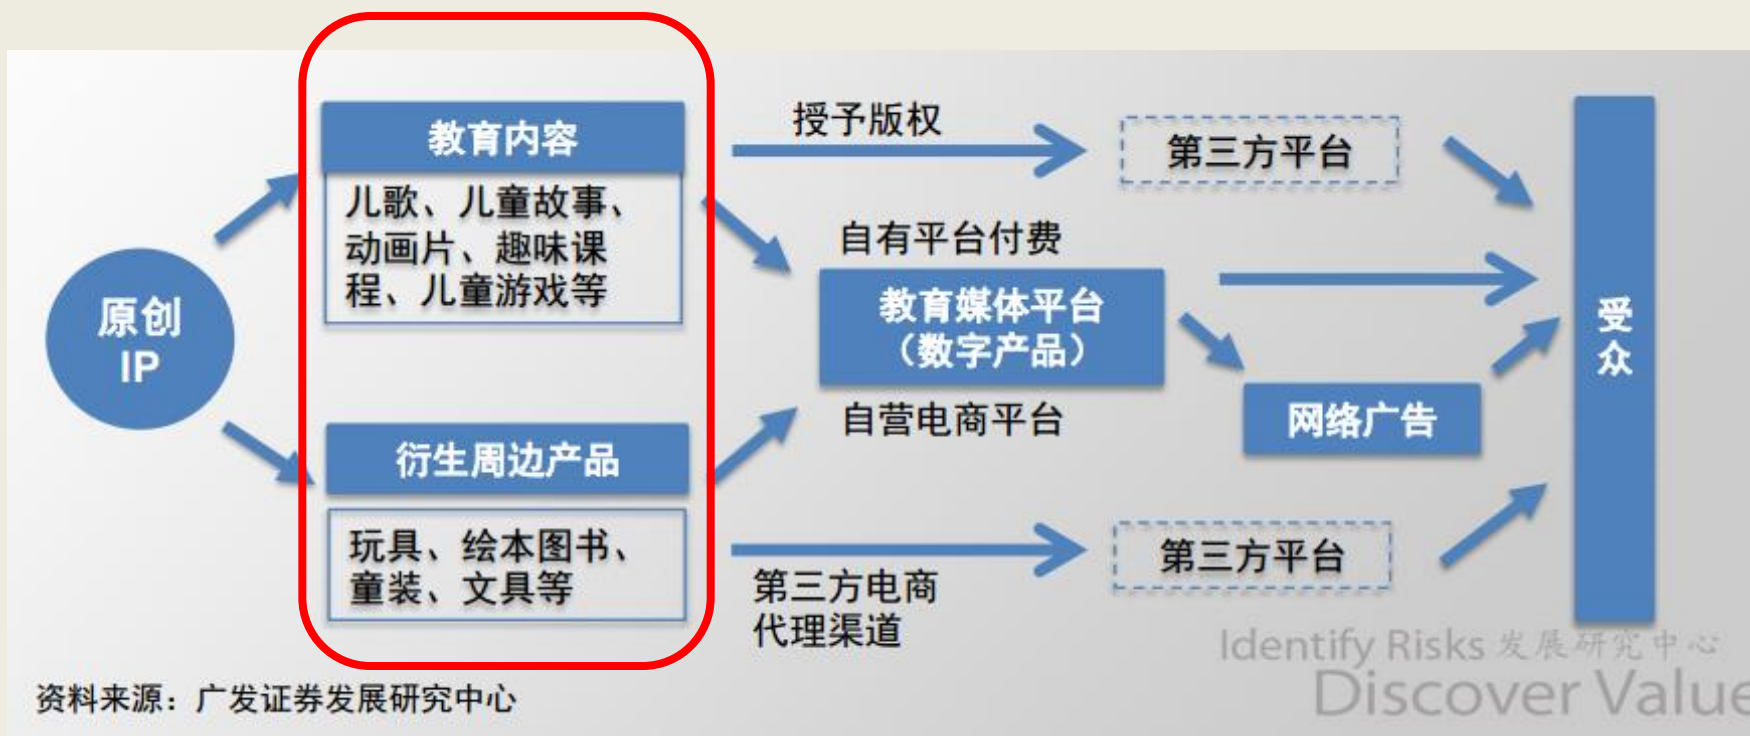 原创
IP
教育内容
儿歌、儿童故事、
动画片、趣味课
程、儿童游戏等
衍生周边产品
玩具、绘本图书、
童装、文具等
授予版权
第三方平台
自有平台付费
教育媒体平台
（数字产品）
自营电商平台
网络广告
第三方电商
代理渠道
第三方平台
受
众
Identify Risks 发展研究中心
Discover Value
资料来源：广发证券发展研究中心